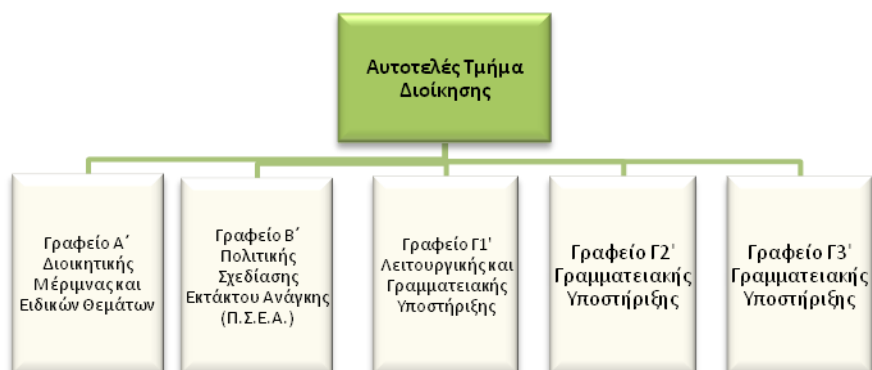 Αυτοτελές Τμήμα
Διοίκησης
Γραφείο Α΄
Διοικητικής
Μέριμνας και
Ειδικών Θεμάτων
Γραφείο Β΄
Πολιτικής
Σχεδίασης
Εκτάκτου Ανάγκης
(Π.Σ.Ε.Α.)
Γραφείο Γ1'
Λειτουργικής και
Γραμματειακής
Υποστήριξης
Γραφείο Γ2'
Γραμματειακής
Υποστήριξης
Γραφείο Γ3'
Γραμματειακής
Υποστήριξης